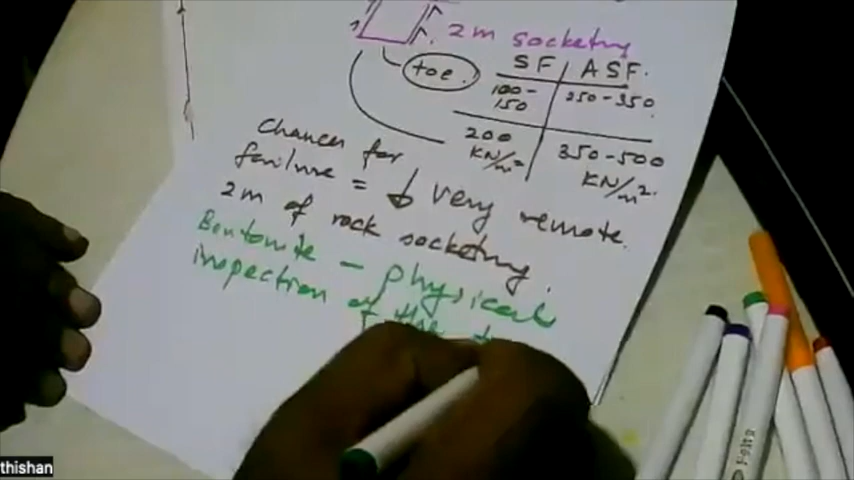 2m socketing
SF ASF.
toe.
100-150 250-350
200 KN/m² 350-500 KN/m².
Chances for
failure = ↓ very remote.
2m of rock socketing.
Bentonite - physical
inspection of the
thishan